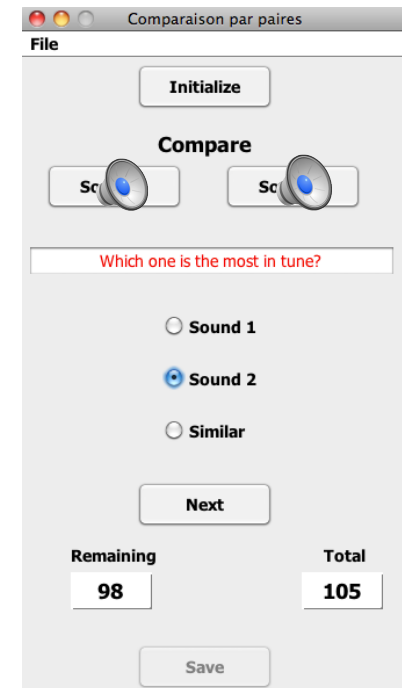 Comparaison par paires
File
Initialize
Compare
Which one is the most in tune?
Sound 1
Sound 2
Similar
Next
Remaining Total
98 105
Save